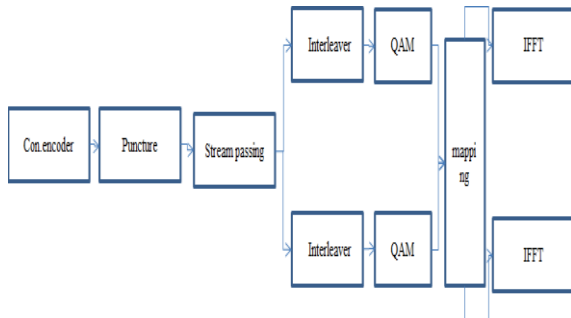 Interleaver
QAM
IFFT
Con.encoder
Puncture
Stream passing
mappi
ng
Interleaver
QAM
IFFT